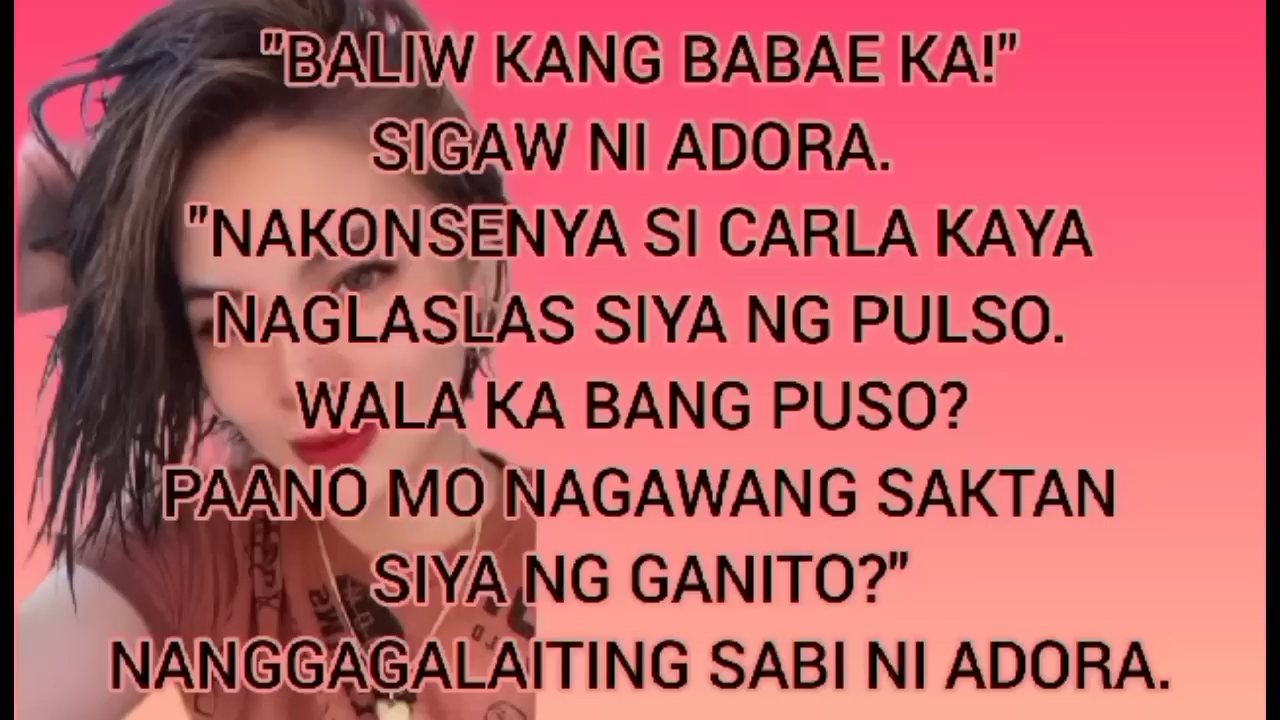 "BALIW KANG BABAE KA!"
SIGAW NI ADORA.
"NAKONSENYA SI CARLA KAYA
NAGLASLAS SIYA NG PULSO.
WALA KA BANG PUSO?
PAANO MO NAGAWANG SAKTAN
SIYA NG GANITO?"
NANGGAGALAITING SABI NI ADORA.